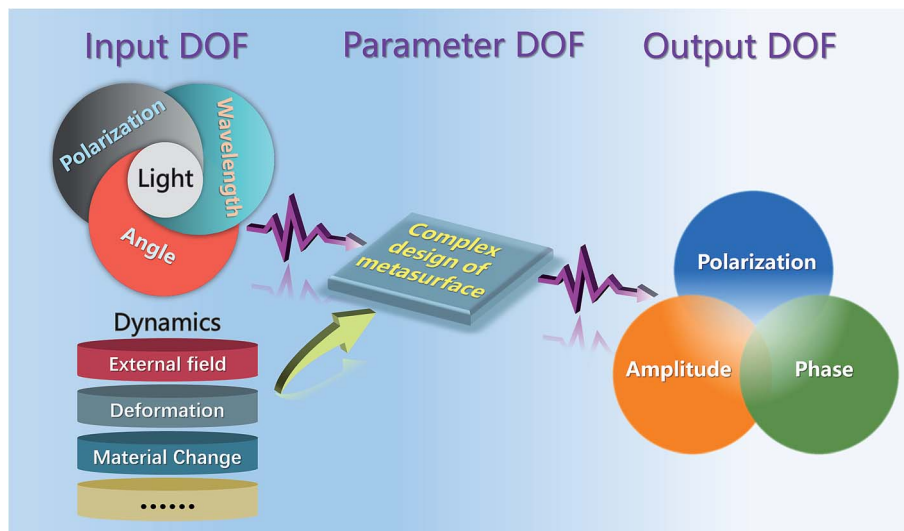 Input DOF
Parameter DOF
Output DOF
Polarization
Wavelength
Light
Angle
Complex
design of
metasurface
Polarization
Amplitude
Phase
Dynamics
External field
Deformation
Material Change
......